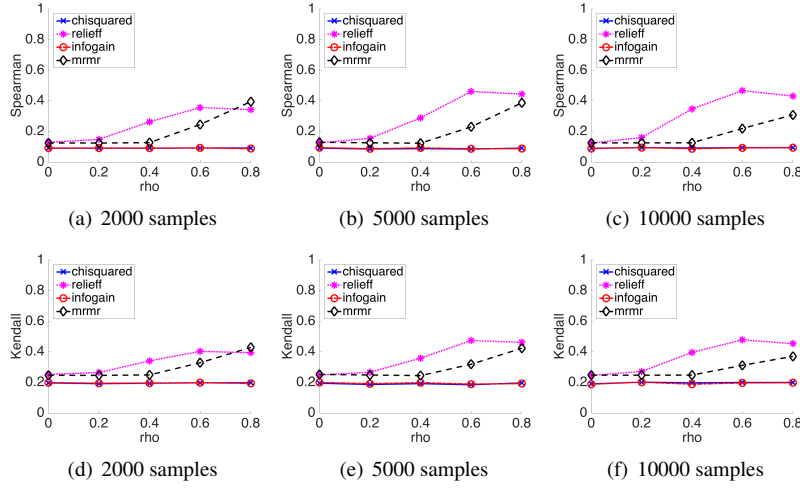 1
0.8
0.6
0.4
0.2
0
Spearman
chisquared
relieff
infogain
mrmr
0 0.2 0.4 0.6 0.8
rho
(a) 2000 samples
1
0.8
0.6
0.4
0.2
0
Spearman
chisquared
relieff
infogain
mrmr
0 0.2 0.4 0.6 0.8
rho
(b) 5000 samples
1
0.8
0.6
0.4
0.2
0
Spearman
chisquared
relieff
infogain
mrmr
0 0.2 0.4 0.6 0.8
rho
(c) 10000 samples
1
0.8
0.6
0.4
0.2
0
Kendall
chisquared
relieff
infogain
mrmr
0 0.2 0.4 0.6 0.8
rho
(d) 2000 samples
1
0.8
0.6
0.4
0.2
0
Kendall
chisquared
relieff
infogain
mrmr
0 0.2 0.4 0.6 0.8
rho
(e) 5000 samples
1
0.8
0.6
0.4
0.2
0
Kendall
chisquared
relieff
infogain
mrmr
0 0.2 0.4 0.6 0.8
rho
(f) 10000 samples